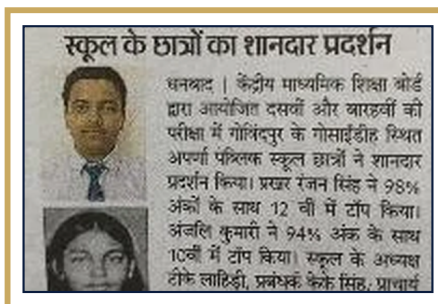 स्कूल के छात्रों का शानदार प्रदर्शन
धनबाद | केंद्रीय माध्यमिक शिक्षा बोर्ड
द्वारा आयोजित दसवीं और बारहवीं की
परीक्षा में गोविंदपुर के गोसाईंडीह स्थित
अपर्णा पब्लिक स्कूल छात्रों ने शानदार
प्रदर्शन किया। प्रखर रंजन सिंह ने 98%
अंकों के साथ 12 वीं में टॉप किया।
अंजलि कुमारी ने 94% अंक के साथ
10वीं में टॉप किया। स्कूल के अध्यक्ष
टीके लाहिड़ी, प्रबंधक केके सिंह, प्राचार्य